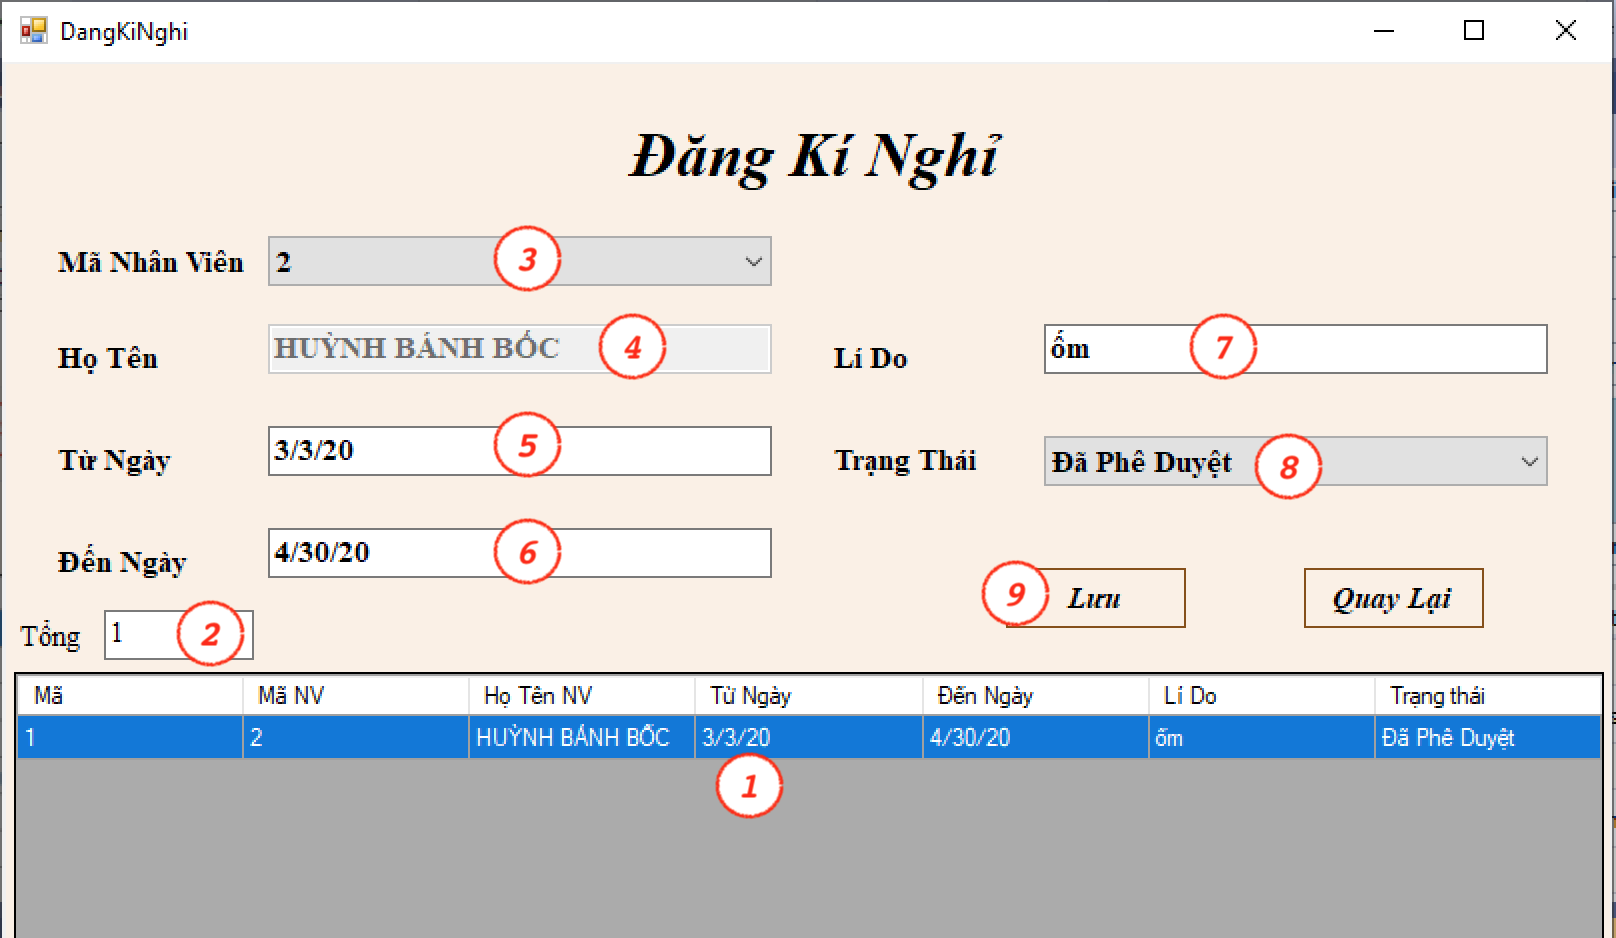 DangKiNghi
Đăng Kí Nghỉ
Mã Nhân Viên 2 3
Họ Tên HUỲNH BÁNH BỐC 4 Lí Do ốm 7
Từ Ngày 3/3/20 5 Trạng Thái Đã Phê Duyệt 8
Đến Ngày 4/30/20 6
9 Lưu Quay Lại
Tổng 1 2
Mã Mã NV Họ Tên NV Từ Ngày Đến Ngày Lí Do Trạng thái
1 2 HUỲNH BÁNH BỐC 3/3/20 4/30/20 ốm Đã Phê Duyệt
1